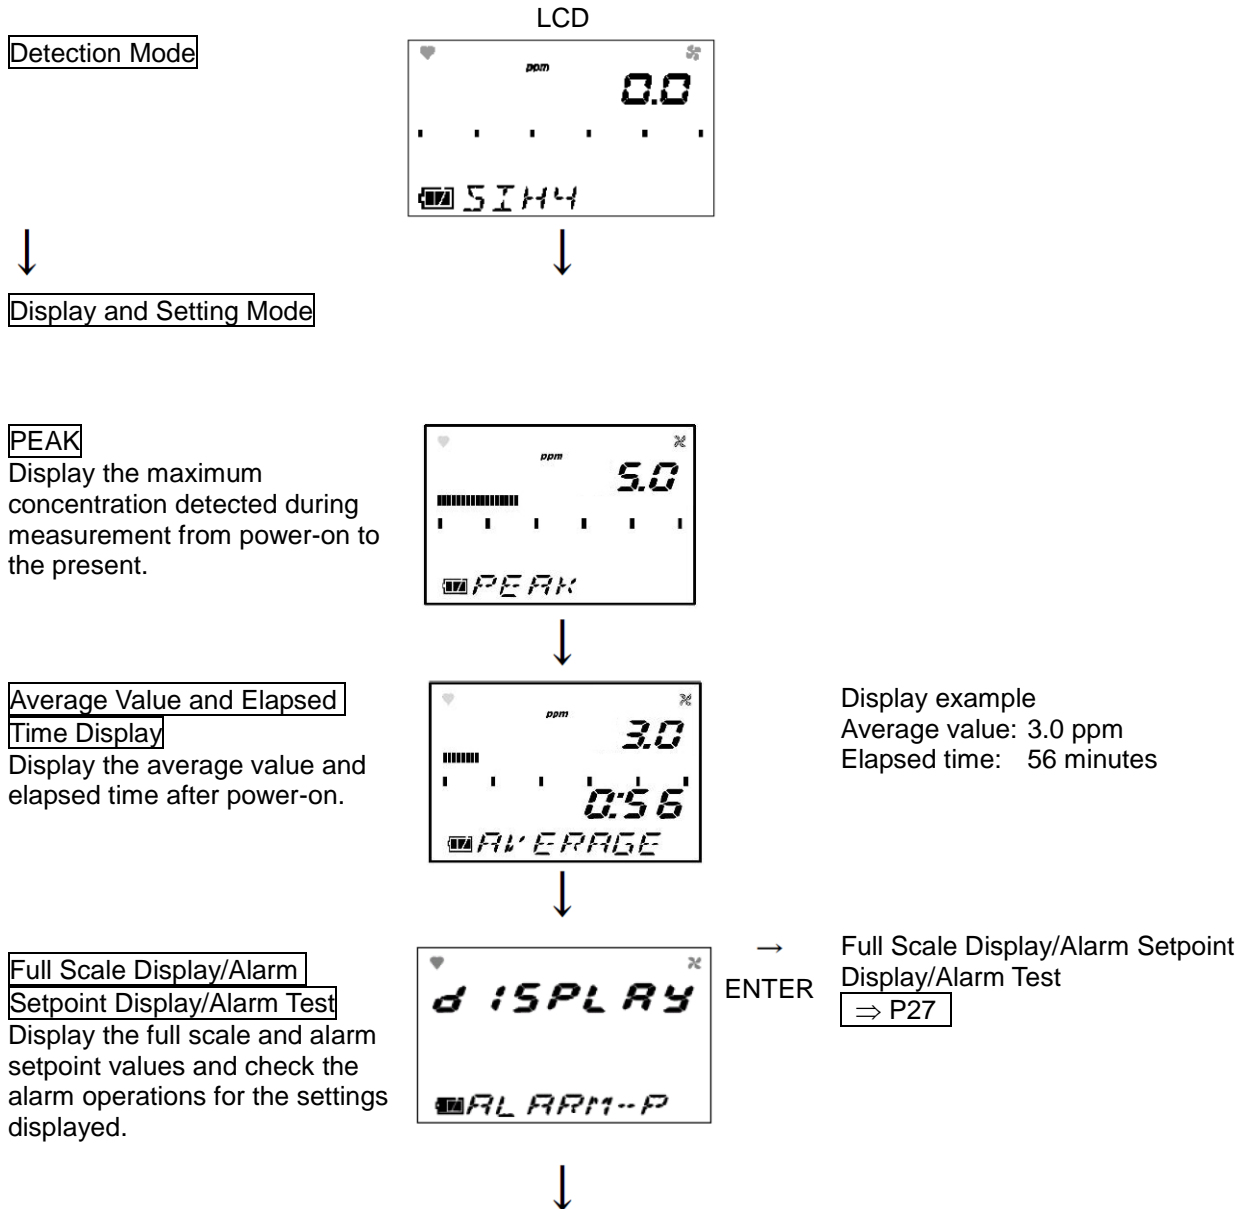 LCD
Detection Mode
ppm
0.0
SIH4
↓
↓
Display and Setting Mode
PEAK
Display the maximum
concentration detected during
measurement from power-on to
the present.
ppm
5.0
PEAK
↓
Average Value and Elapsed
Time Display
Display the average value and
elapsed time after power-on.
ppm
3.0
0:56
AVERAGE
Display example
Average value: 3.0 ppm
Elapsed time: 56 minutes
↓
Full Scale Display/Alarm
Setpoint Display/Alarm Test
Display the full scale and alarm
setpoint values and check the
alarm operations for the settings
displayed.
dISPLAY
ALARM--P
→
ENTER
Full Scale Display/Alarm Setpoint
Display/Alarm Test
⇒ P27
↓